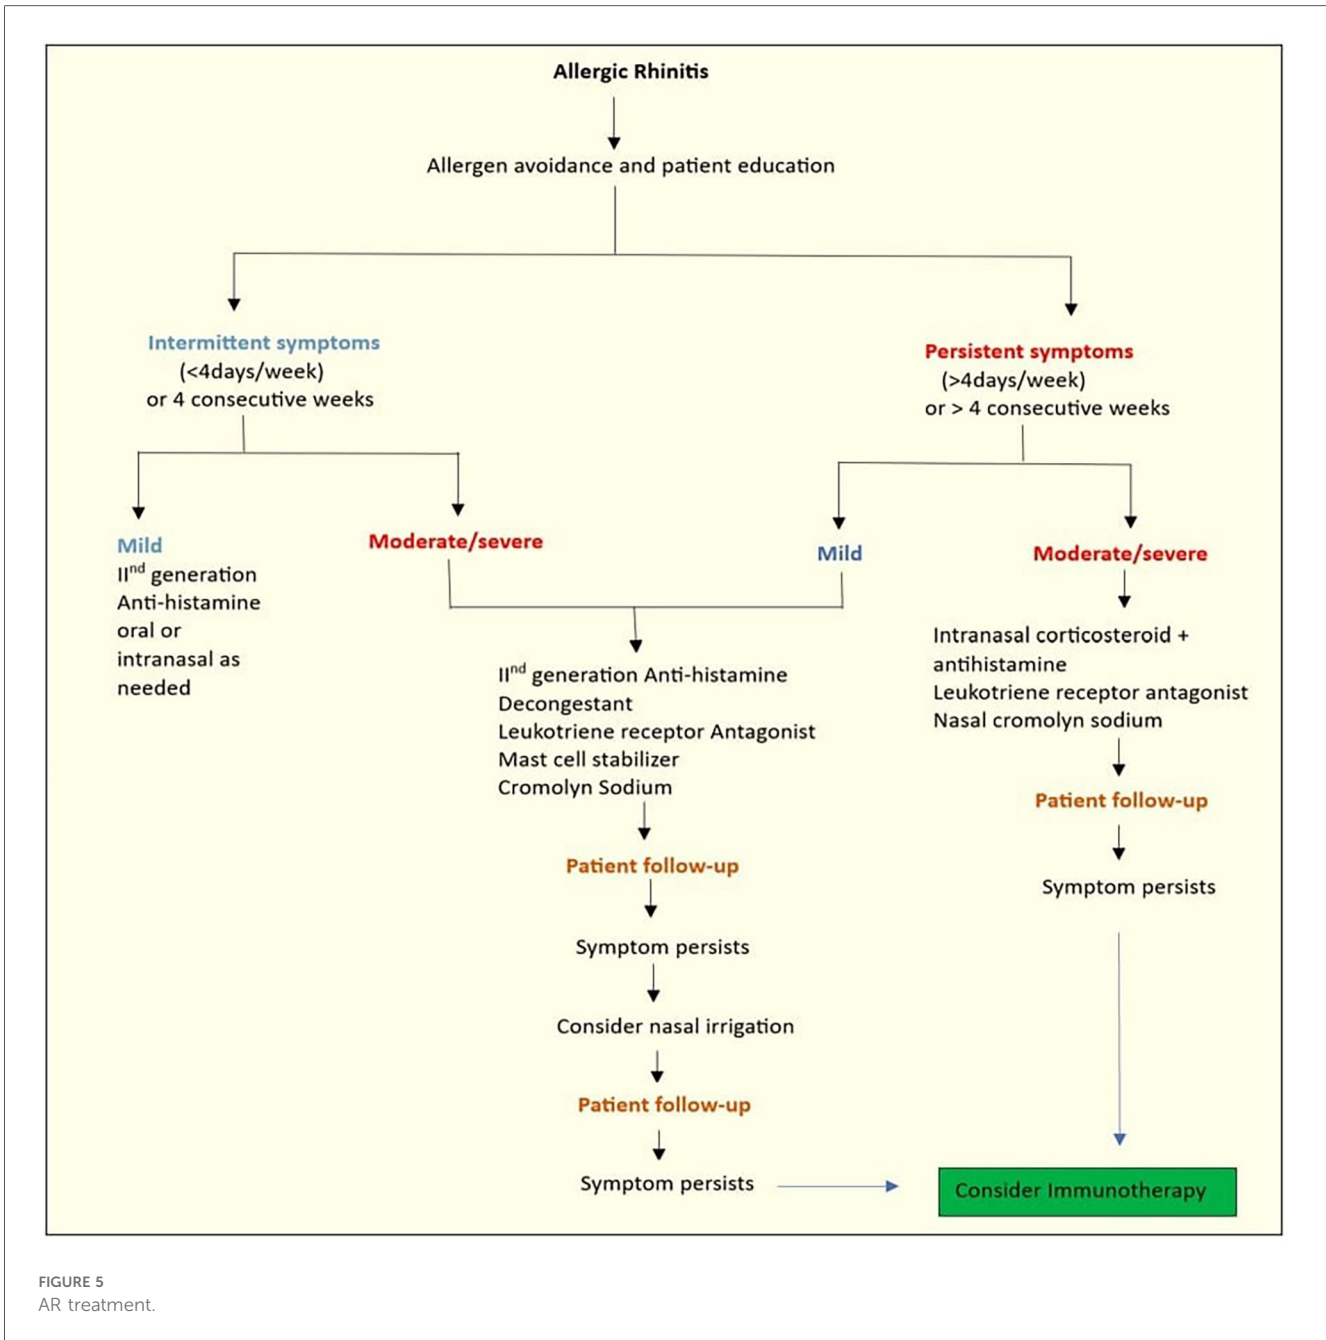 Allergic Rhinitis
Allergen avoidance and patient education
Intermittent symptoms
(<4days/week)
or 4 consecutive weeks
Persistent symptoms
(>4days/week)
or > 4 consecutive weeks
Mild
IInd generation
Anti-histamine
oral or
intranasal as
needed
Moderate/severe
Mild
Moderate/severe
IInd generation Anti-histamine
Decongestant
Leukotriene receptor Antagonist
Mast cell stabilizer
Cromolyn Sodium
Patient follow-up
Symptom persists
Consider nasal irrigation
Patient follow-up
Symptom persists
Intranasal corticosteroid +
antihistamine
Leukotriene receptor antagonist
Nasal cromolyn sodium
Patient follow-up
Symptom persists
Consider Immunotherapy
FIGURE 5
AR treatment.